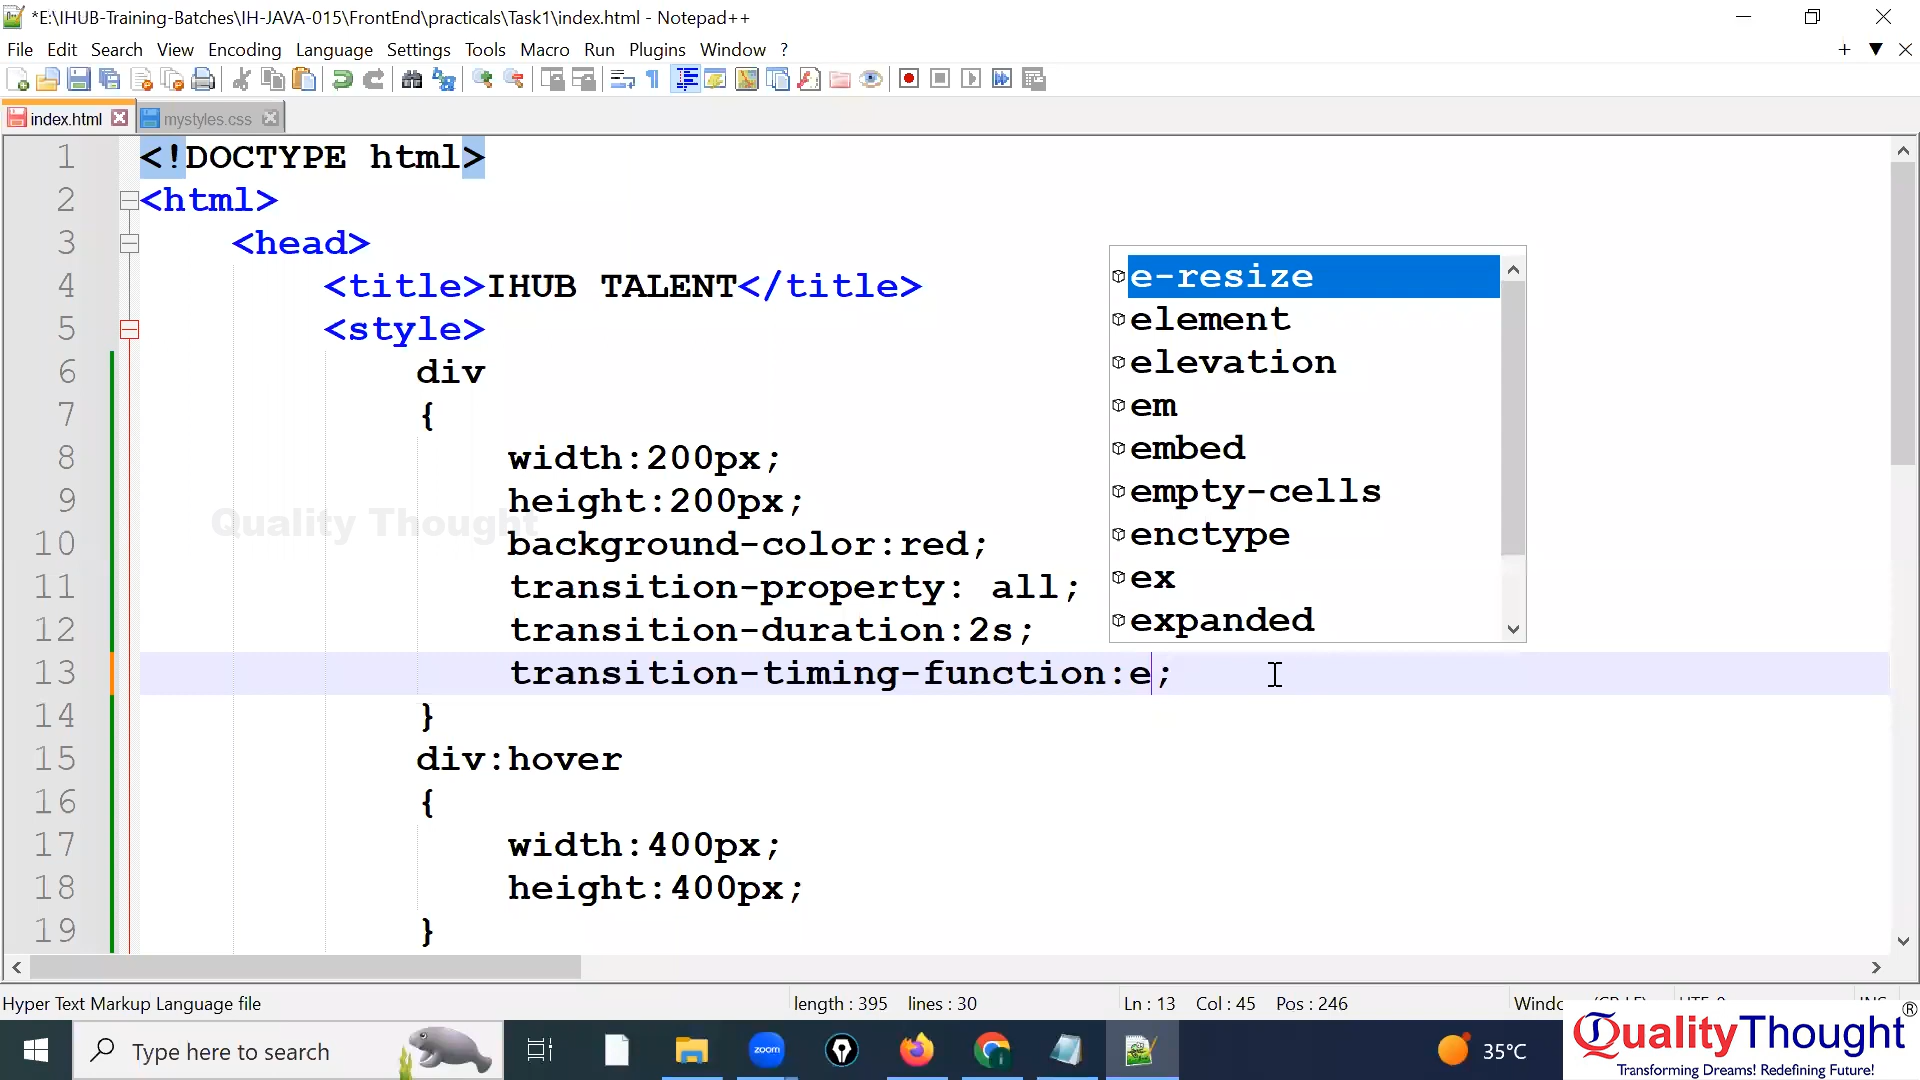 *E:\IHUB-Training-Batches\IH-JAVA-015\FrontEnd\practicals\Task1\index.html - Notepad++
File Edit Search View Encoding Language Settings Tools Macro Run Plugins Window ?
index.html mystyles.css
1 <!DOCTYPE html>
2 <html>
3 <head>
4 <title>IHUB TALENT</title>
5 <style>
6 div
7 {
8 width:200px;
9 height:200px;
10 background-color:red;
11 transition-property: all;
12 transition-duration:2s;
13 transition-timing-function:e;
14 }
15 div:hover
16 {
17 width:400px;
18 height:400px;
19 }
e-resize
element
elevation
em
embed
empty-cells
enctype
ex
expanded
Quality Thought
Hyper Text Markup Language file length : 395 lines : 30 Ln : 13 Col : 45 Pos : 246
Type here to search
zoom
35°C
QualityThought®
Transforming Dreams! Redefining Future!